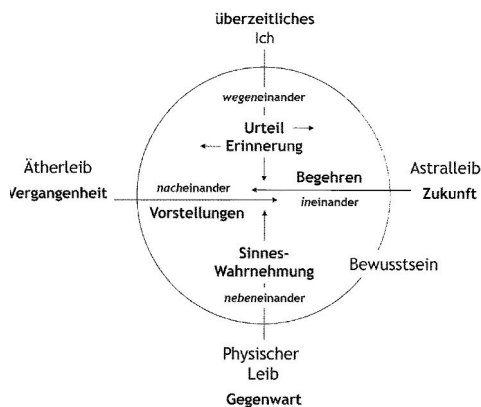 überzeitliches
Ich
wegeneinander
Urteil
Erinnerung
Ätherleib
Vergangenheit
nacheinander
Vorstellungen
Begehren
ineinander
Astralleib
Zukunft
Sinnes-
Wahrnehmung
Bewusstsein
nebeneinander
Physischer
Leib
Gegenwart